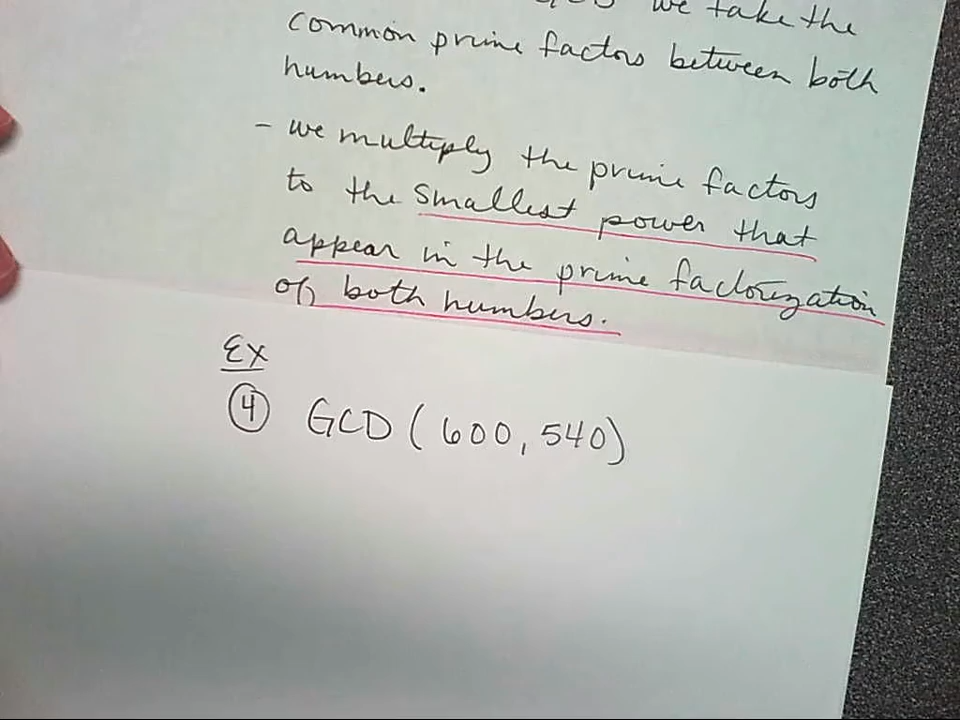 we take the
common prime factors between both
numbers.
- we multiply the prime factors
to the smallest power that
appear in the prime factorization
of both numbers.
Ex
4 GCD (600, 540)